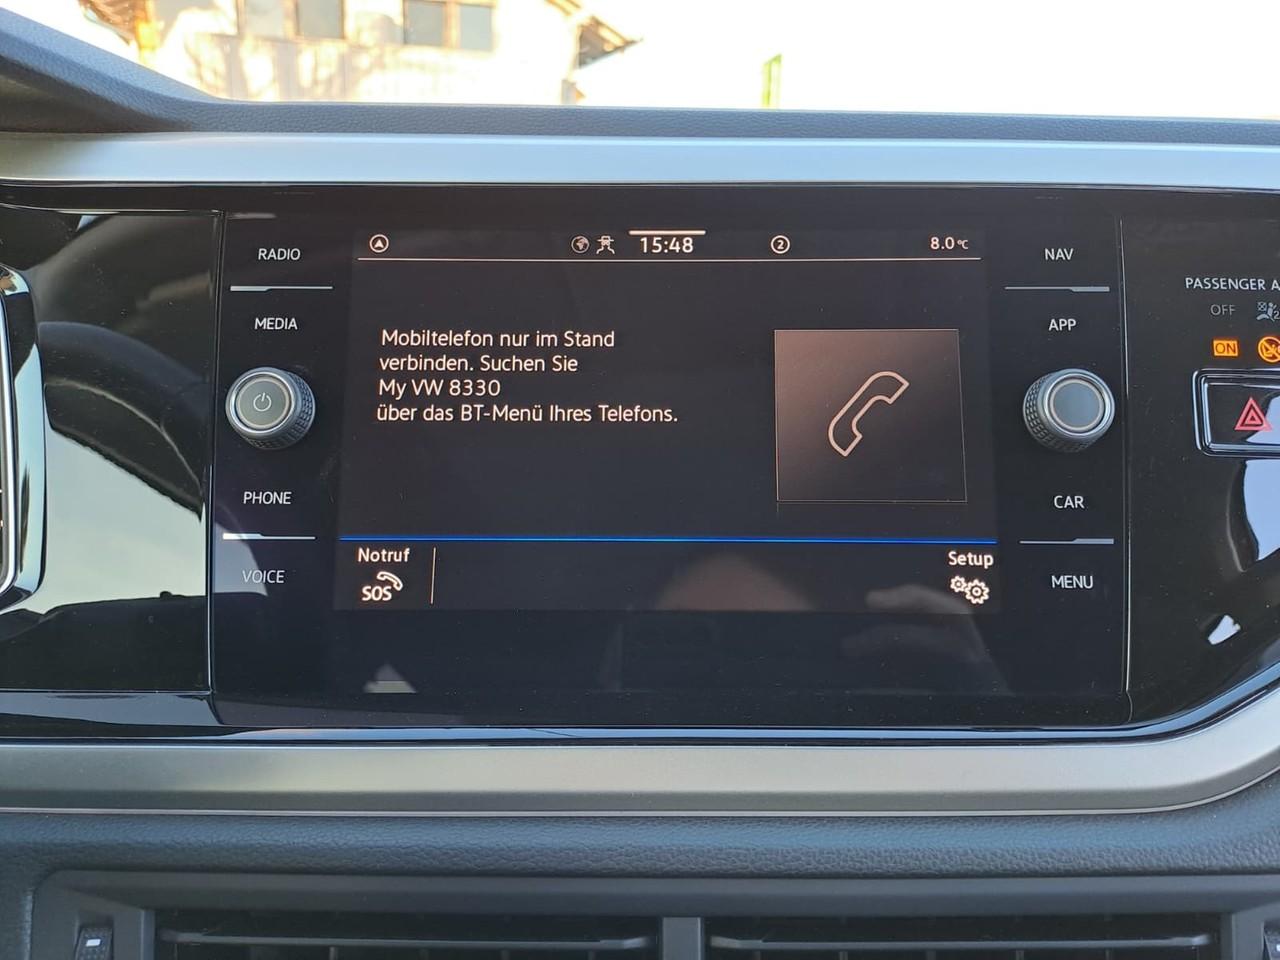 RADIO
MEDIA
PHONE
VOICE
15:48
2
8.0°C
Mobiltelefon nur im Stand
verbinden. Suchen Sie
My VW 8330
über das BT-Menü Ihres Telefons.
Notruf
SOS
Setup
NAV
APP
CAR
MENU
PASSENGER A
OFF
ON